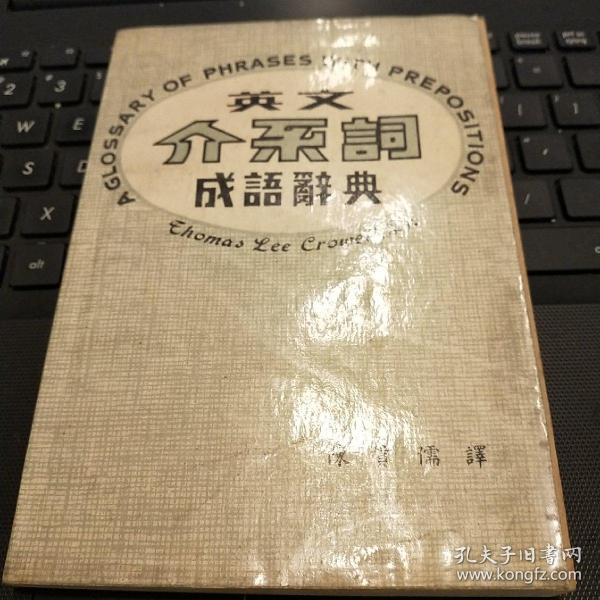 A GLOSSARY OF PHRASES WITH PREPOSITIONS
英文
介系詞
成語辭典
Thomas Lee
儒 譯
孔夫子旧书网
www.kongfz.com